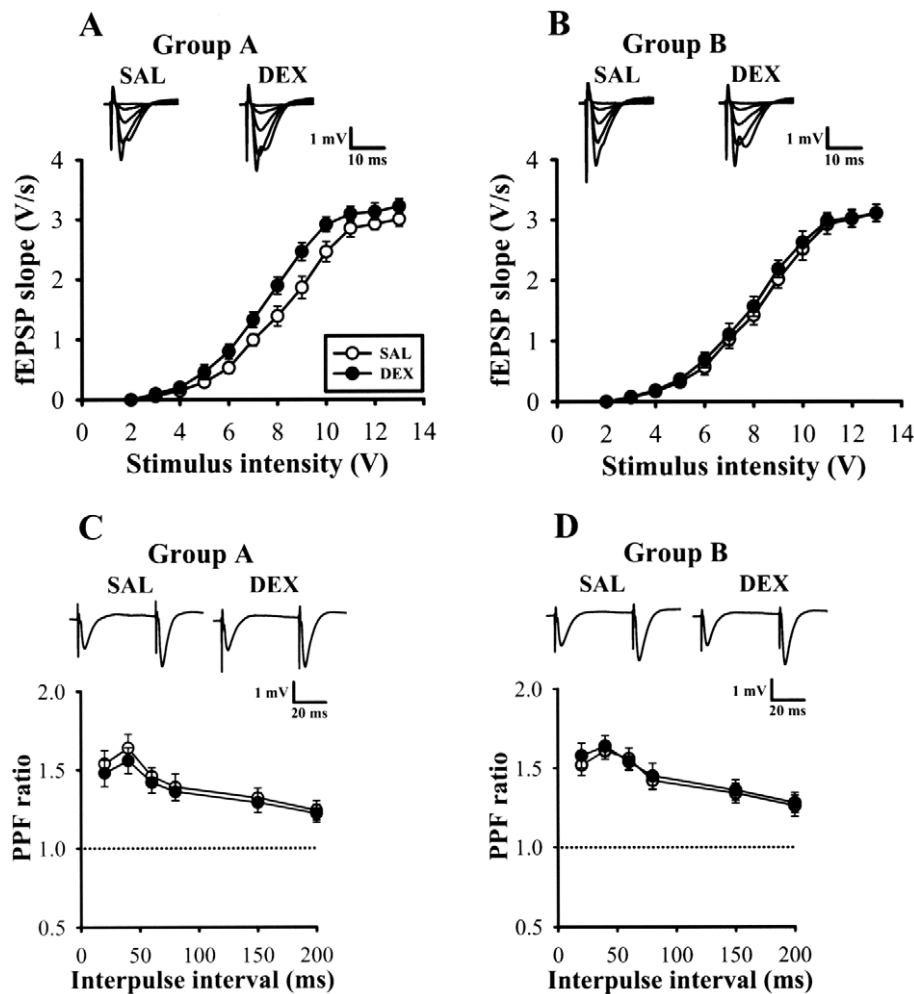 A
Group A
SAL DEX
1 mV
10 ms
fEPSP slope (V/s)
4
3
2
1
0
SAL
DEX
0 2 4 6 8 10 12 14
Stimulus intensity (V)
B
Group B
SAL DEX
1 mV
10 ms
fEPSP slope (V/s)
4
3
2
1
0
0 2 4 6 8 10 12 14
Stimulus intensity (V)
C
Group A
SAL DEX
1 mV
20 ms
PPF ratio
2.0
1.5
1.0
0.5
0 50 100 150 200
Interpulse interval (ms)
D
Group B
SAL DEX
1 mV
20 ms
PPF ratio
2.0
1.5
1.0
0.5
0 50 100 150 200
Interpulse interval (ms)